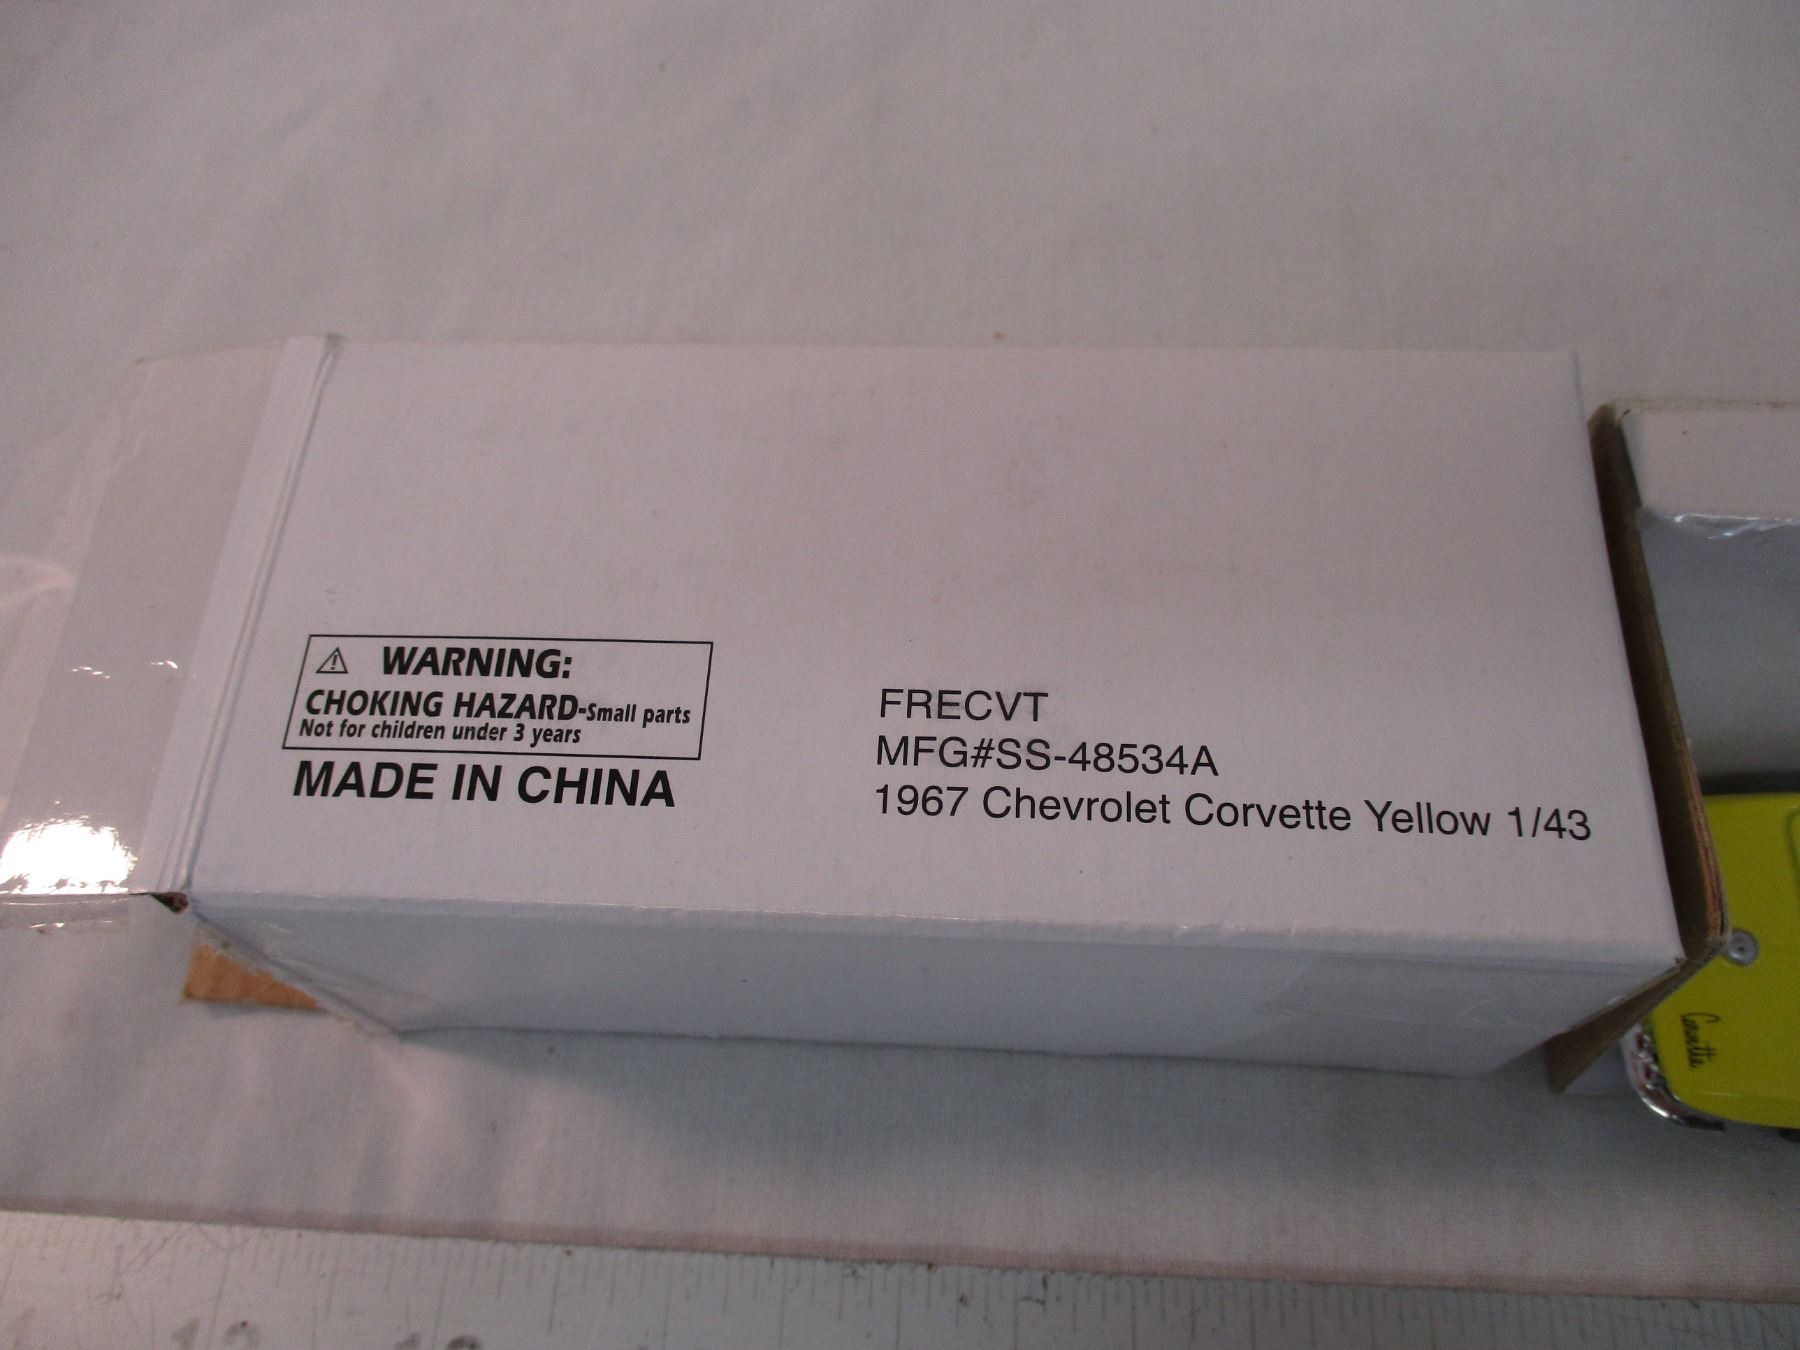 WARNING:
CHOKING HAZARD-Small parts
Not for children under 3 years
MADE IN CHINA
FRECVT
MFG#SS-48534A
1967 Chevrolet Corvette Yellow 1/43
Corvette
12